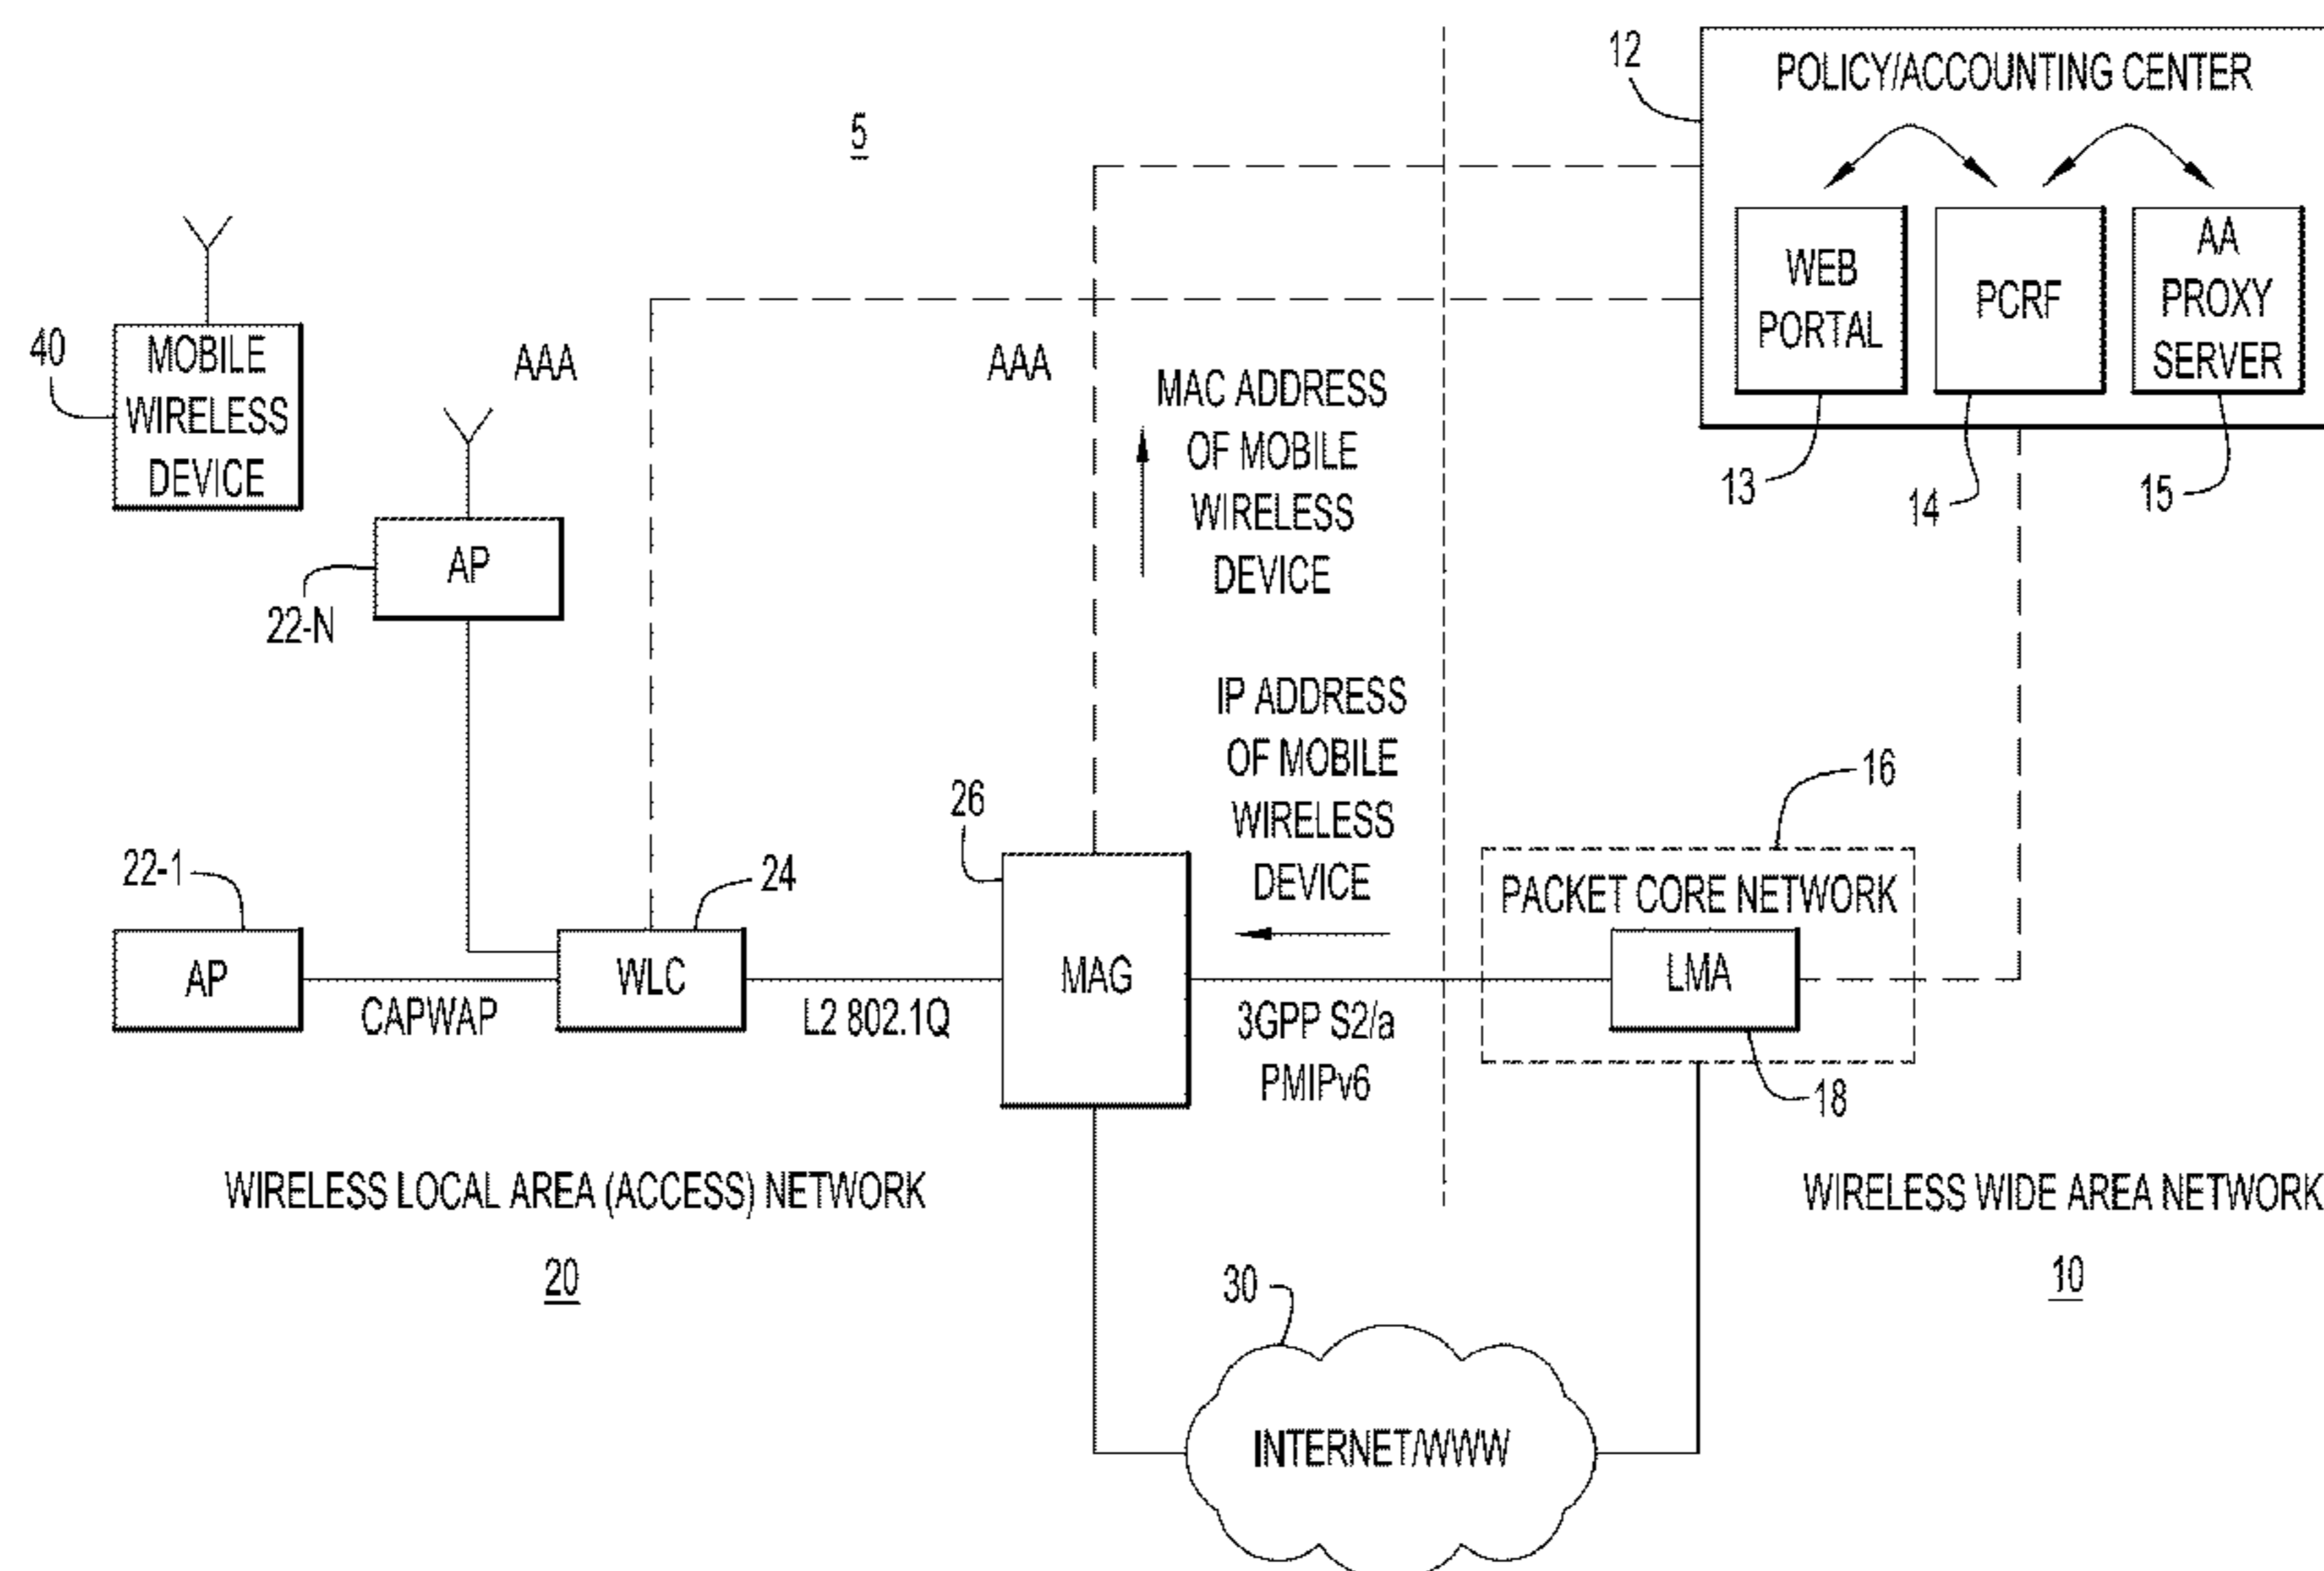 12
POLICY/ACCOUNTING CENTER
5
WEB
PORTAL
PCRF
AA
PROXY
SERVER
13
14
15
40
MOBILE
WIRELESS
DEVICE
AAA
AAA
MAC ADDRESS
OF MOBILE
WIRELESS
DEVICE
AP
22-N
IP ADDRESS
OF MOBILE
WIRELESS
DEVICE
16
26
22-1
24
PACKET CORE NETWORK
AP
WLC
MAG
LMA
CAPWAP
L2 802.1Q
3GPP S2/a
PMIPv6
18
WIRELESS LOCAL AREA (ACCESS) NETWORK
20
WIRELESS WIDE AREA NETWORK
10
30
INTERNET/WWW